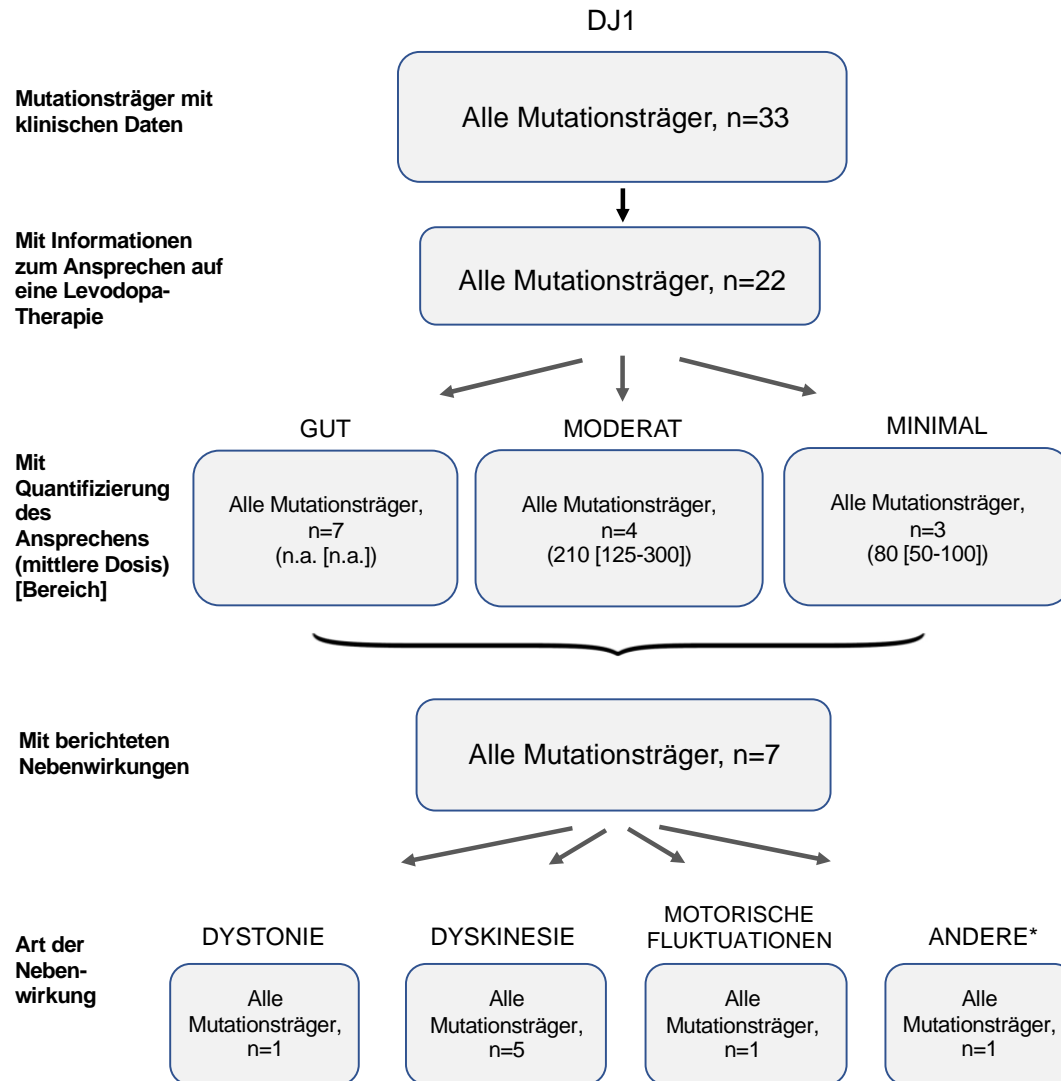 DJ1
Mutationsträger mit
klinischen Daten
Alle Mutationsträger, n=33
Mit Informationen
zum Ansprechen auf
eine Levodopa-
Therapie
Alle Mutationsträger, n=22
Mit
Quantifizierung
des
Ansprechens
(mittlere Dosis)
[Bereich]
GUT
Alle Mutationsträger,
n=7
(n.a. [n.a.])
MODERAT
Alle Mutationsträger,
n=4
(210 [125-300])
MINIMAL
Alle Mutationsträger,
n=3
(80 [50-100])
Mit berichteten
Nebenwirkungen
Alle Mutationsträger, n=7
Art der
Neben-
wirkung
DYSTONIE
Alle
Mutationsträger,
n=1
DYSKINESIE
Alle
Mutationsträger,
n=5
MOTORISCHE
FLUKTUATIONEN
Alle
Mutationsträger,
n=1
ANDERE*
Alle
Mutationsträger,
n=1